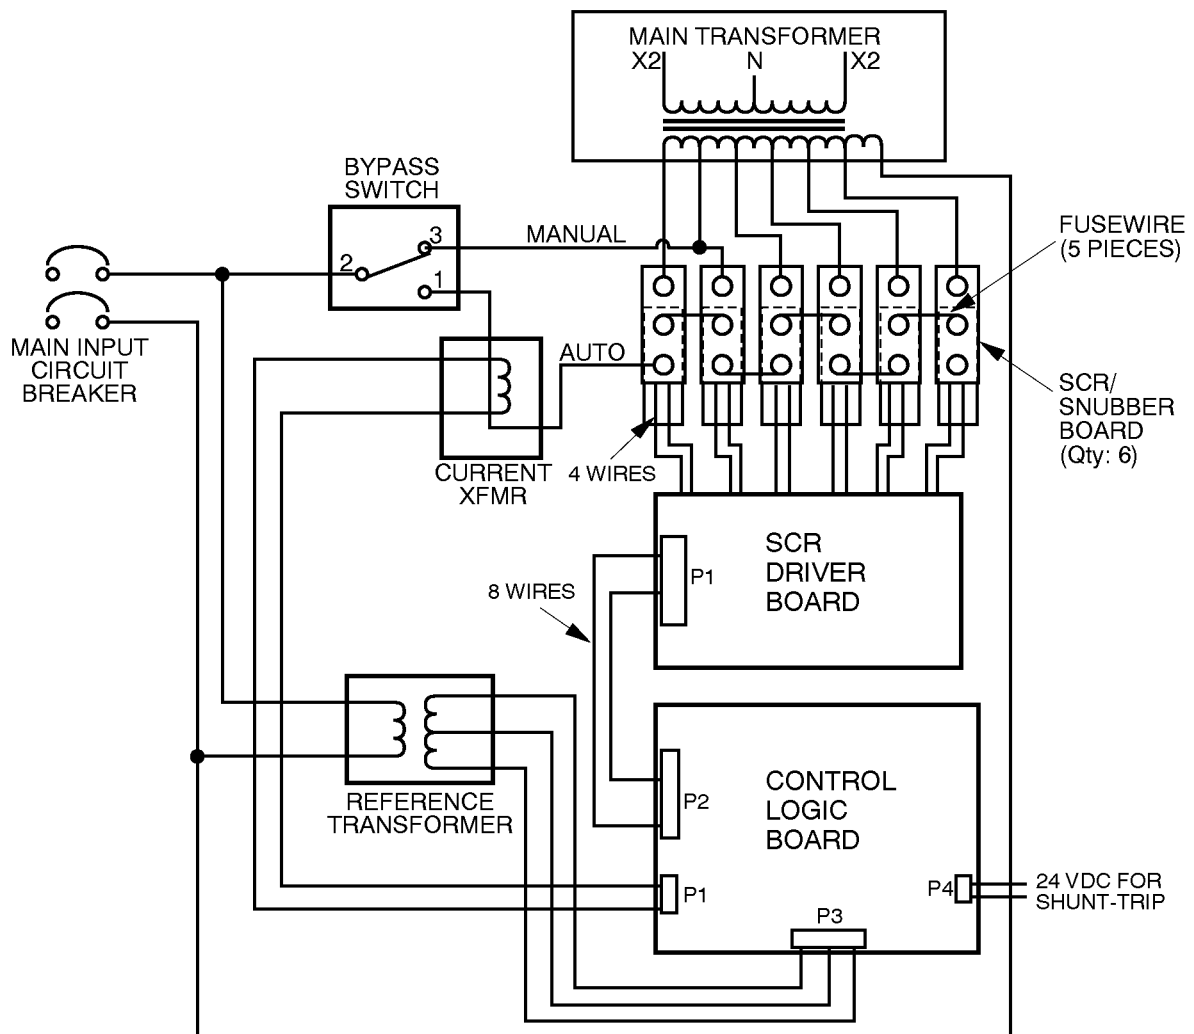 MAIN TRANSFORMER
X2 N X2
BYPASS
SWITCH
3
2
1
MANUAL
FUSEWIRE
(5 PIECES)
MAIN INPUT
CIRCUIT
BREAKER
AUTO
SCR/
SNUBBER
BOARD
(Qty: 6)
CURRENT
XFMR
4 WIRES
SCR
DRIVER
BOARD
P1
8 WIRES
REFERENCE
TRANSFORMER
CONTROL
LOGIC
BOARD
P2
P1
P4
24 VDC FOR
SHUNT-TRIP
P3